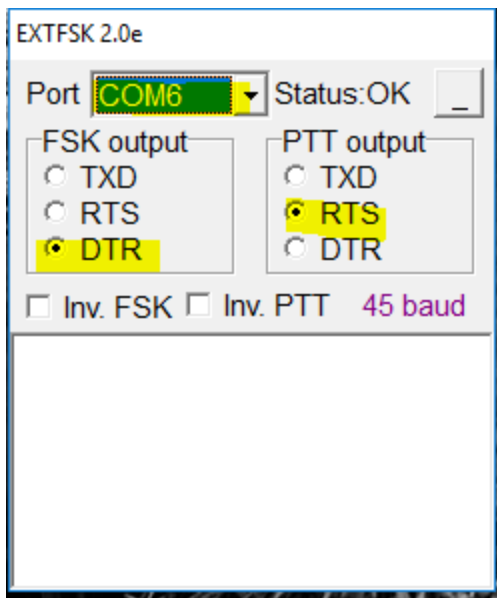 EXTFSK 2.0e
Port COM6 Status:OK _
FSK output PTT output
TXD TXD
RTS RTS
DTR DTR
Inv. FSK Inv. PTT 45 baud